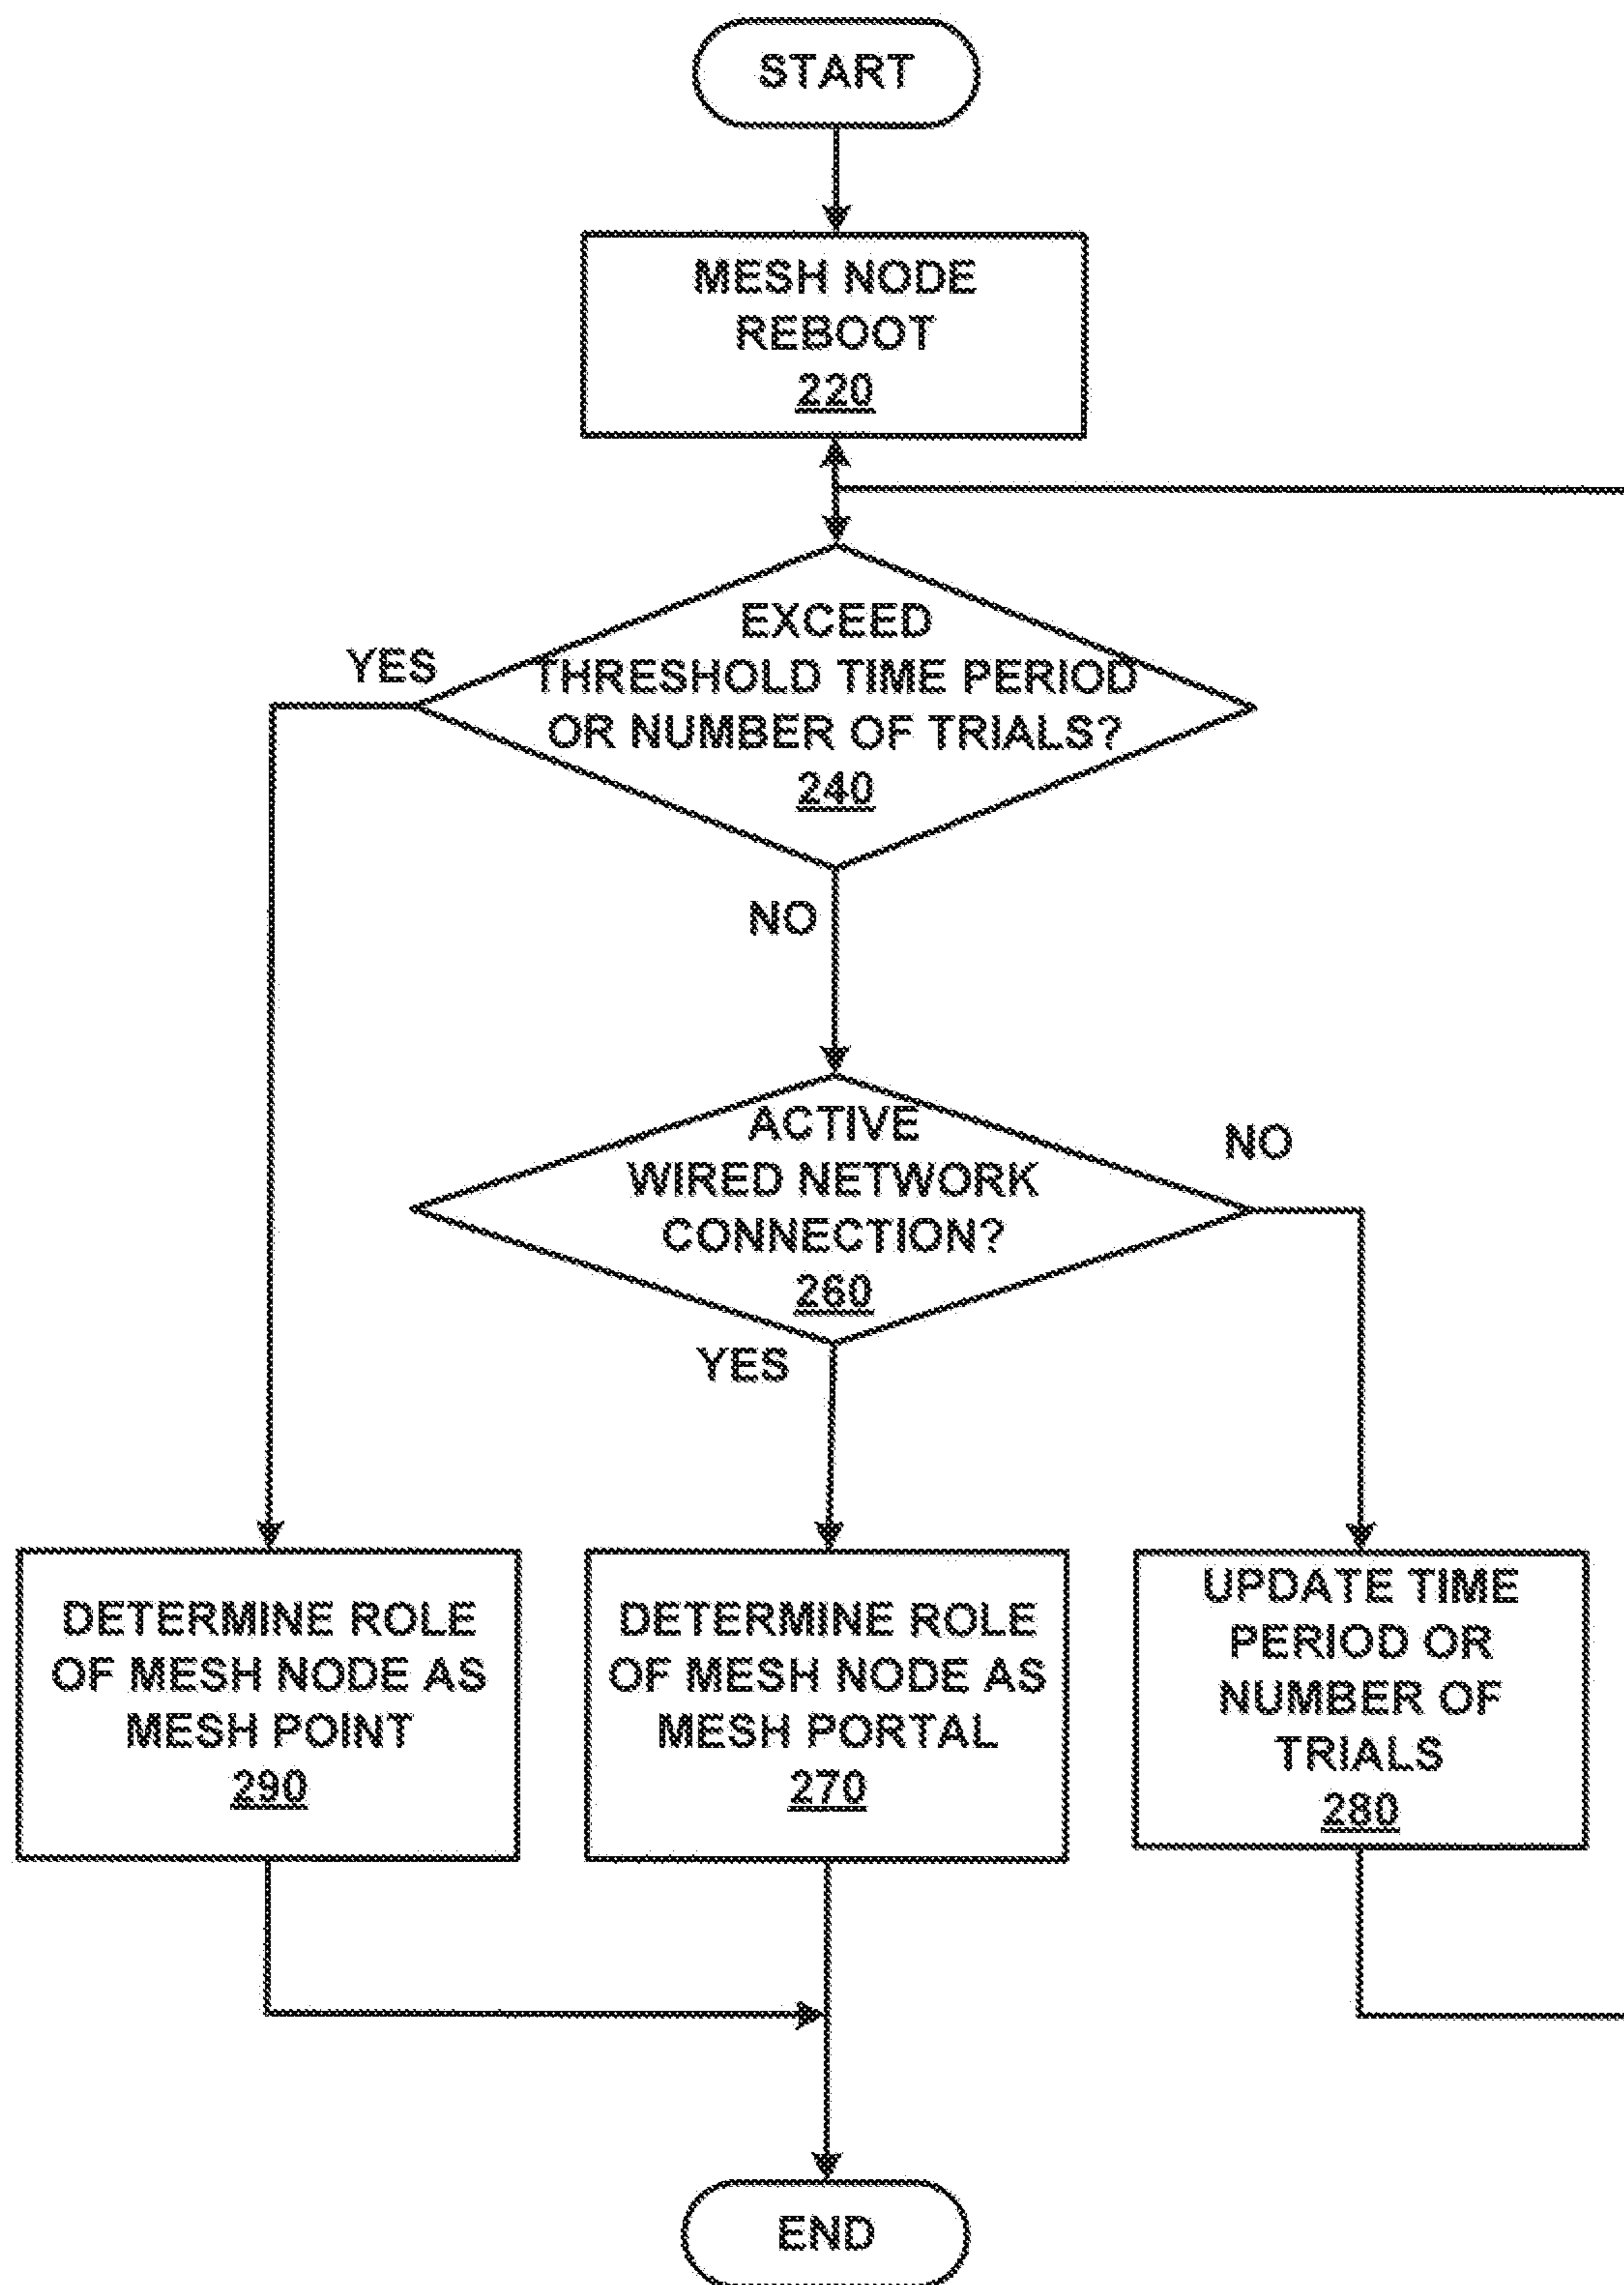 START
MESH NODE
REBOOT
220
EXCEED
THRESHOLD TIME PERIOD
OR NUMBER OF TRIALS?
240
YES
NO
ACTIVE
WIRED NETWORK
CONNECTION?
260
NO
YES
DETERMINE ROLE
OF MESH NODE AS
MESH POINT
290
DETERMINE ROLE
OF MESH NODE AS
MESH PORTAL
270
UPDATE TIME
PERIOD OR
NUMBER OF
TRIALS
280
END